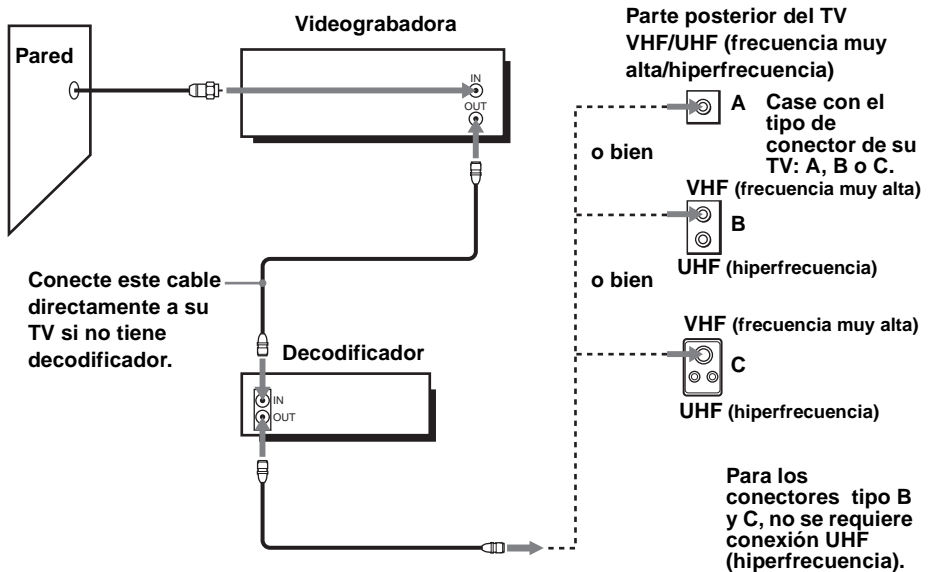 Videograbadora
Pared
IN
OUT
Parte posterior del TV
VHF/UHF (frecuencia muy
alta/hiperfrecuencia)
A
Case con el
tipo de
conector de su
TV: A, B o C.
o bien
VHF (frecuencia muy alta)
B
UHF (hiperfrecuencia)
o bien
VHF (frecuencia muy alta)
C
UHF (hiperfrecuencia)
Conecte este cable
directamente a su
TV si no tiene
decodificador.
Decodificador
IN
OUT
Para los
conectores tipo B
y C, no se requiere
conexión UHF
(hiperfrecuencia).